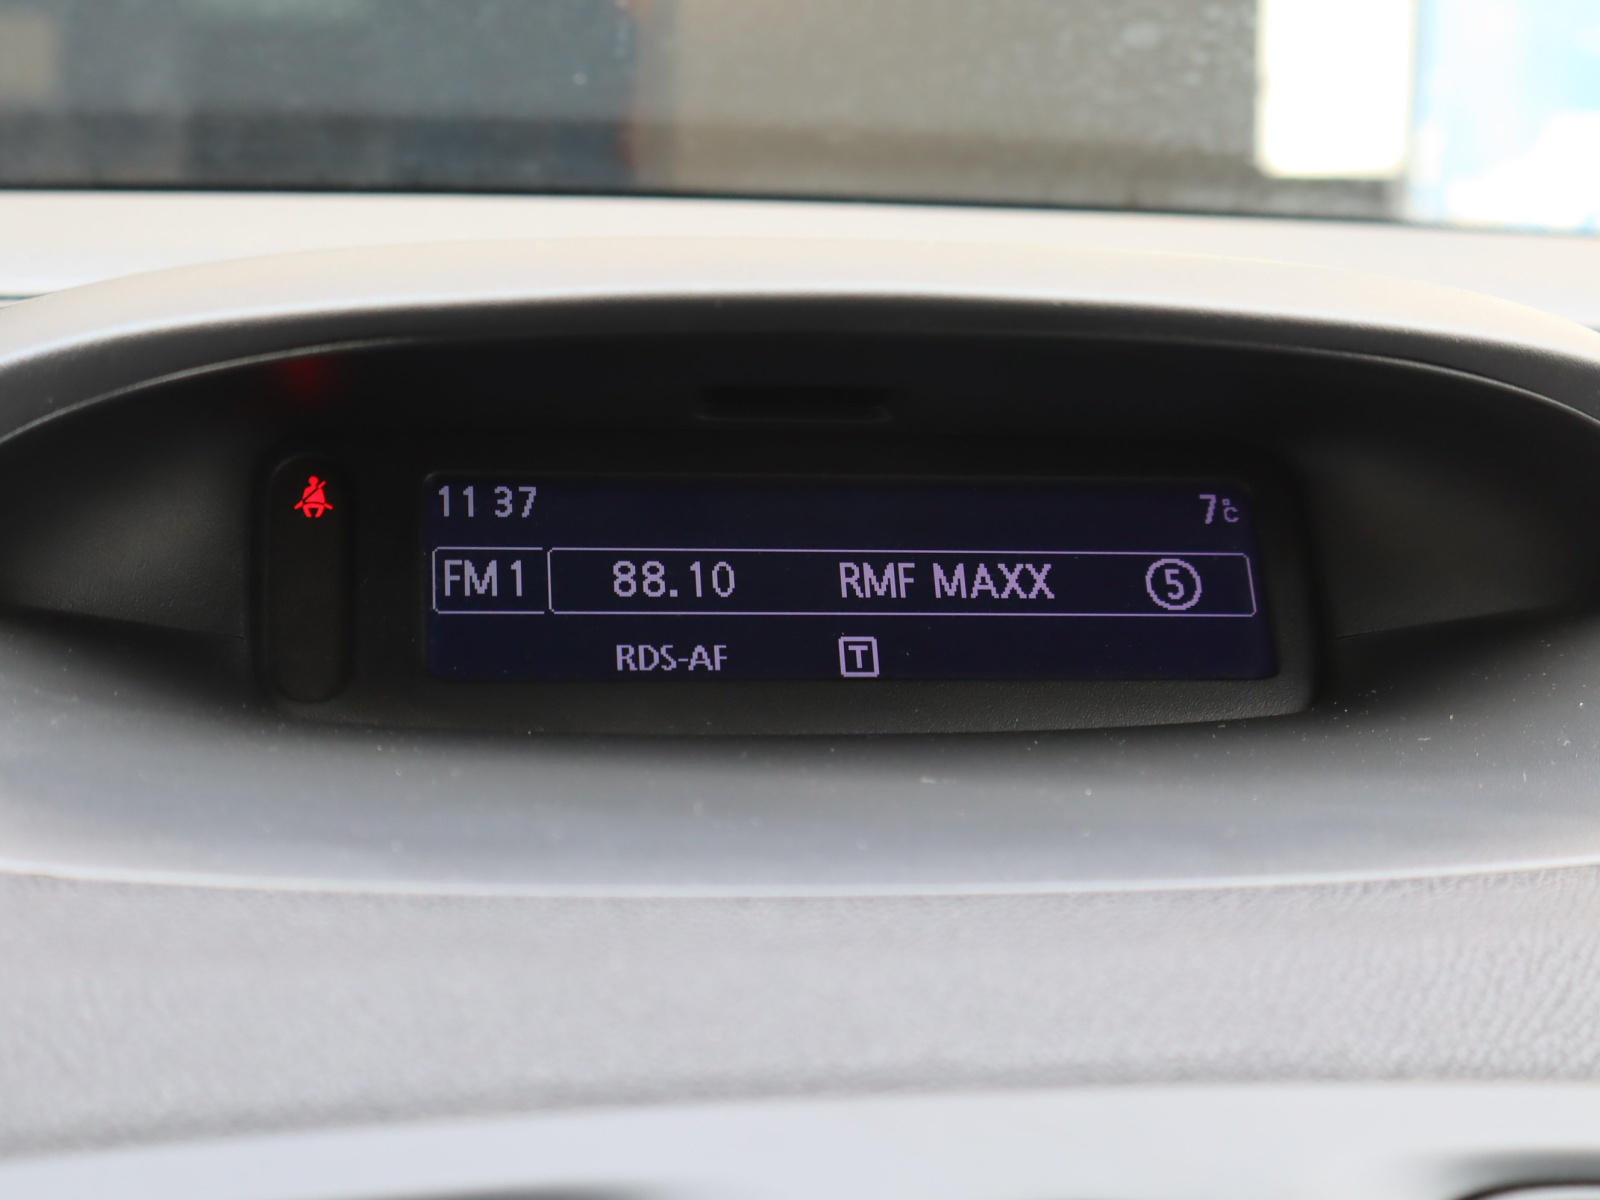 11 37 7°C
FM1 88.10 RMF MAXX 5
RDS-AF T